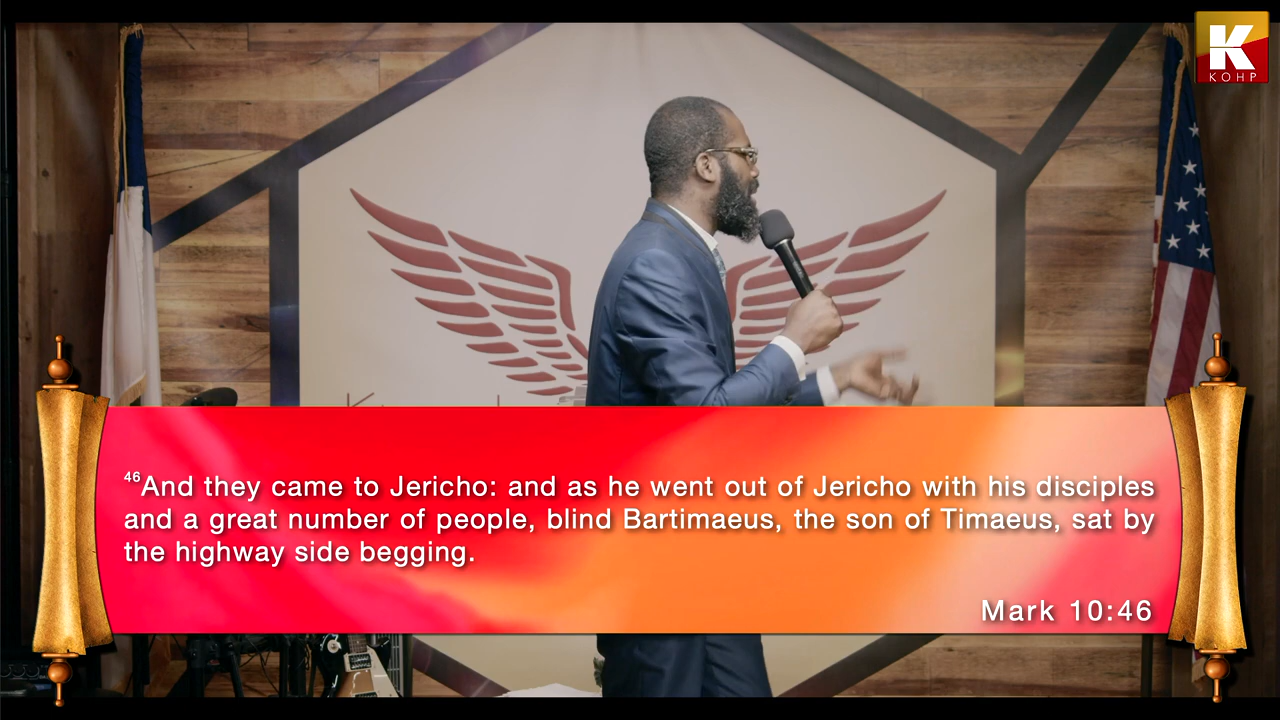 K
KOHP
46And they came to Jericho: and as he went out of Jericho with his disciples
and a great number of people, blind Bartimaeus, the son of Timaeus, sat by
the highway side begging.
Mark 10:46